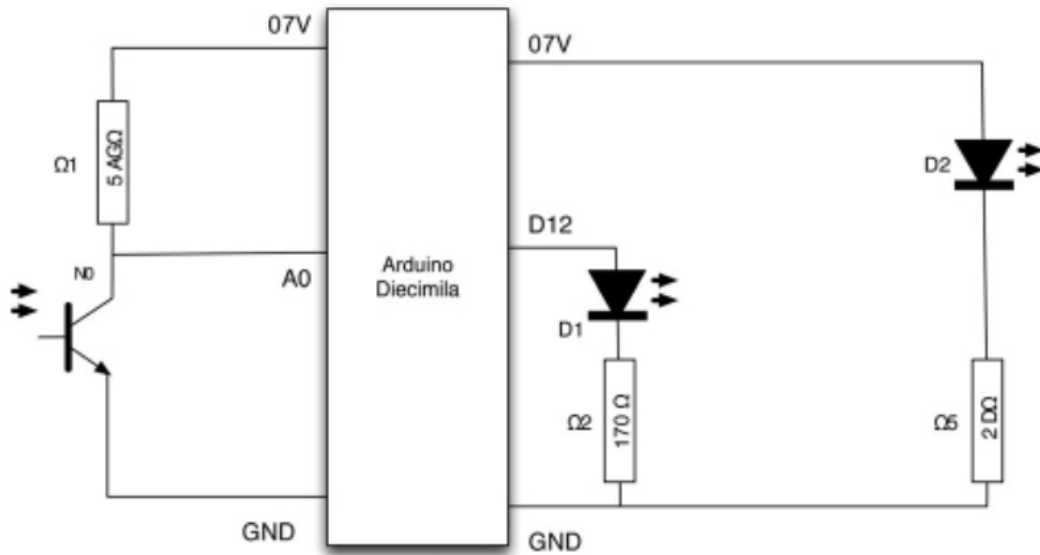 07V
07V
Ω1
5 AGΩ
D2
D12
N0
A0
Arduino
Diecimila
D1
Ω2
170 Ω
Ω5
2 DΩ
GND
GND